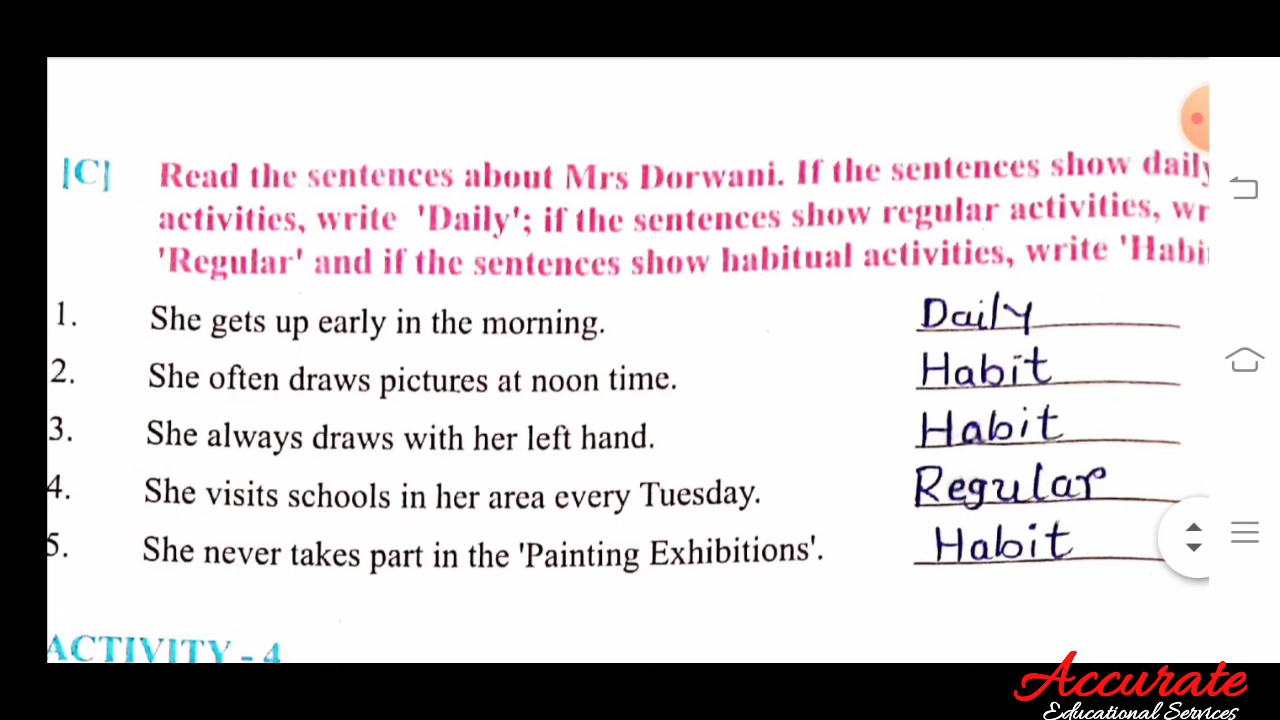 [C] Read the sentences about Mrs Dorwani. If the sentences show daily
activities, write 'Daily'; if the sentences show regular activities, wr
'Regular' and if the sentences show habitual activities, write 'Habi
1. She gets up early in the morning. Daily
2. She often draws pictures at noon time. Habit
3. She always draws with her left hand. Habit
4. She visits schools in her area every Tuesday. Regular
5. She never takes part in the 'Painting Exhibitions'. Habit
ACTIVITY - 4
Accurate
Educational Services